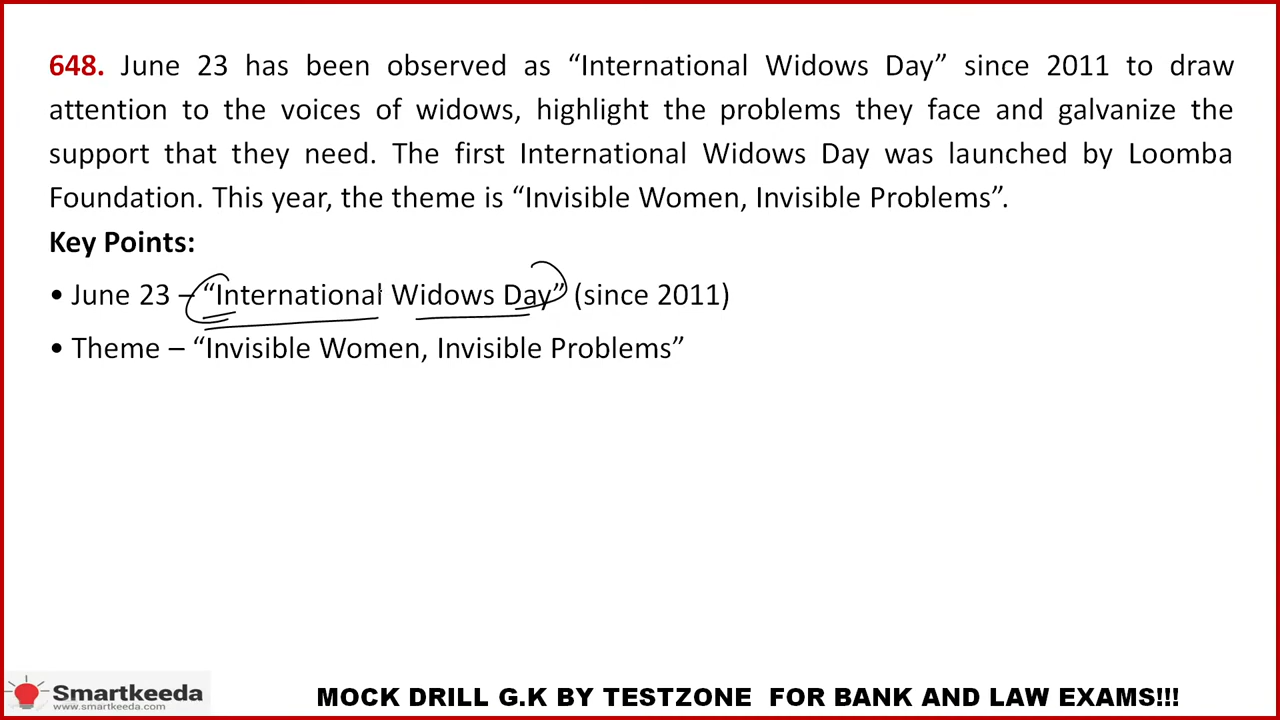 648. June 23 has been observed as “International Widows Day” since 2011 to draw
attention to the voices of widows, highlight the problems they face and galvanize the
support that they need. The first International Widows Day was launched by Loomba
Foundation. This year, the theme is “Invisible Women, Invisible Problems”.
Key Points:
• June 23 – “International Widows Day” (since 2011)
• Theme – “Invisible Women, Invisible Problems”
Smartkeeda
www.smartkeeda.com
MOCK DRILL G.K BY TESTZONE FOR BANK AND LAW EXAMS!!!